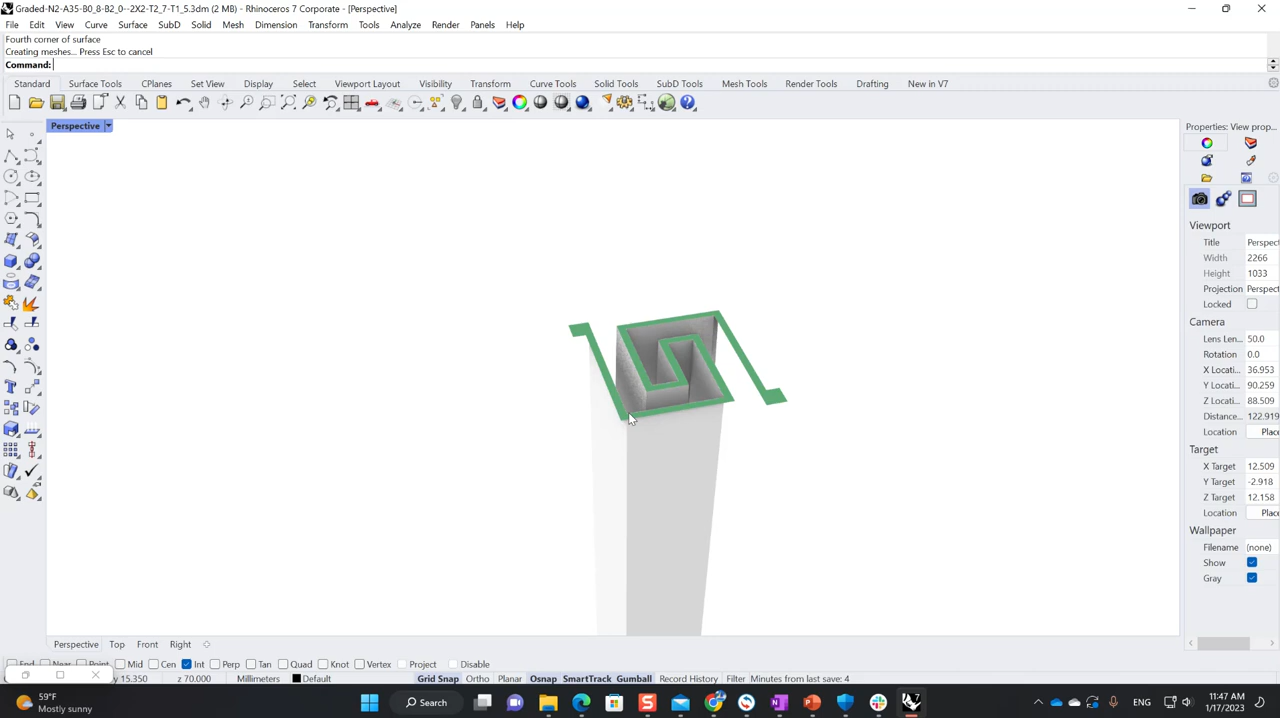 Graded-N2-A35-B0_8-B2_0--2X2-T2_7-T1_5.3dm (2 MB) - Rhinoceros 7 Corporate - [Perspective]
File Edit View Curve Surface SubD Solid Mesh Dimension Transform Tools Analyze Render Panels Help
Fourth corner of surface
Creating meshes... Press Esc to cancel
Command:
Standard Surface Tools CPlanes Set View Display Select Viewport Layout Visibility Transform Curve Tools Solid Tools SubD Tools Mesh Tools Render Tools Drafting New in V7
Perspective
Properties: View prop...
Viewport
Title Perspect
Width 2266
Height 1033
Projection Perspect
Locked
Camera
Lens Len... 50.0
Rotation 0.0
X Locati... 36.953
Y Locati... 90.259
Z Locati... 88.509
Distance... 122.919
Location Place
Target
X Target 12.509
Y Target -2.918
Z Target 12.158
Location Place
Wallpaper
Filename (none)
Show
Gray
Perspective Top Front Right
End Near Point Mid Cen Int Perp Tan Quad Knot Vertex Project Disable
y 15.350 z 70.000 Millimeters Default Grid Snap Ortho Planar Osnap SmartTrack Gumball Record History Filter Minutes from last save: 4
59°F
Mostly sunny
Search
ENG
11:47 AM
1/17/2023